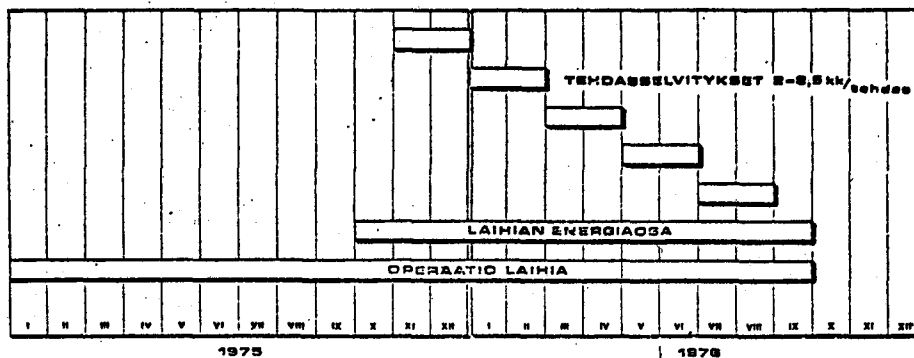 TEHDASSELVITYKSET 2-2,5 kk/tehdas
LAIHIAN ENERGIAOSA
OPERAATIO LAIHIA
I II III IV V VI VII VIII IX X XI XII I II III IV V VI VII VIII IX X XI XII
1975 1976